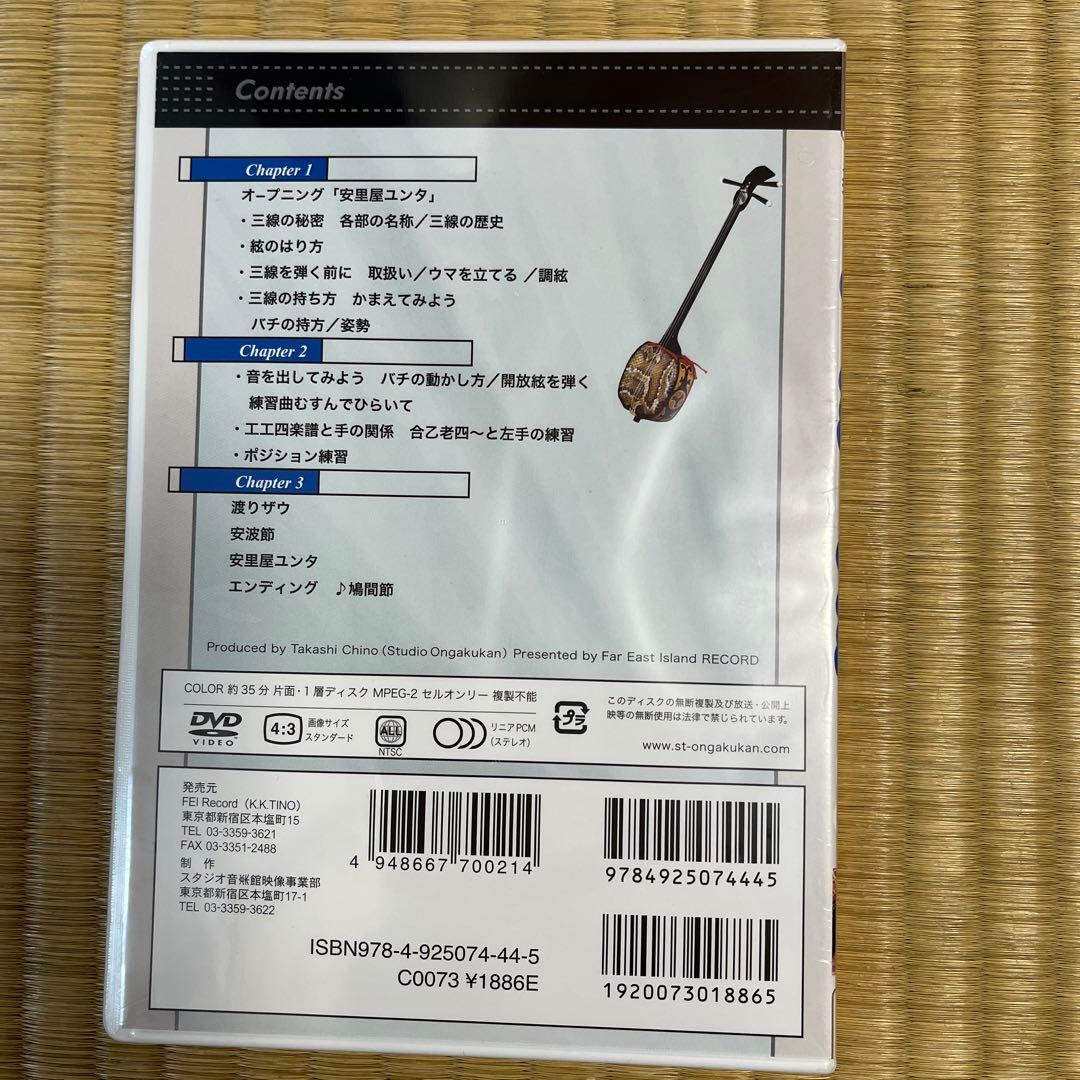 Contents
Chapter 1
オープニング「安里屋ユンタ」
・三線の秘密　各部の名称／三線の歴史
・絃のはり方
・三線を弾く前に　取扱い／ウマを立てる ／調絃
・三線の持ち方　かまえてみよう
バチの持方／姿勢
Chapter 2
・音を出してみよう　バチの動かし方／開放絃を弾く
練習曲むすんでひらいて
・工工四楽譜と手の関係　合乙老四〜と左手の練習
・ポジション練習
Chapter 3
渡りザウ
安波節
安里屋ユンタ
エンディング　♪鳩間節
Produced by Takashi Chino (Studio Ongakukan) Presented by Far East Island RECORD
COLOR 約35分 片面・1層ディスク MPEG-2 セルオンリー 複製不能
DVD
VIDEO
4:3
画像サイズ
スタンダード
ALL
NTSC
リニアPCM
(ステレオ)
プラ
このディスクの無断複製及び放送・公開上
映等の無断使用は法律で禁じられています。
www.st-ongakukan.com
発売元
FEI Record（K.K.TINO）
東京都新宿区本塩町15
TEL 03-3359-3621
FAX 03-3351-2488
制　作
スタジオ音楽館映像事業部
東京都新宿区本塩町17-1
TEL 03-3359-3622
4 948667 700214
9784925074445
ISBN978-4-925074-44-5
C0073 ¥1886E
1920073018865